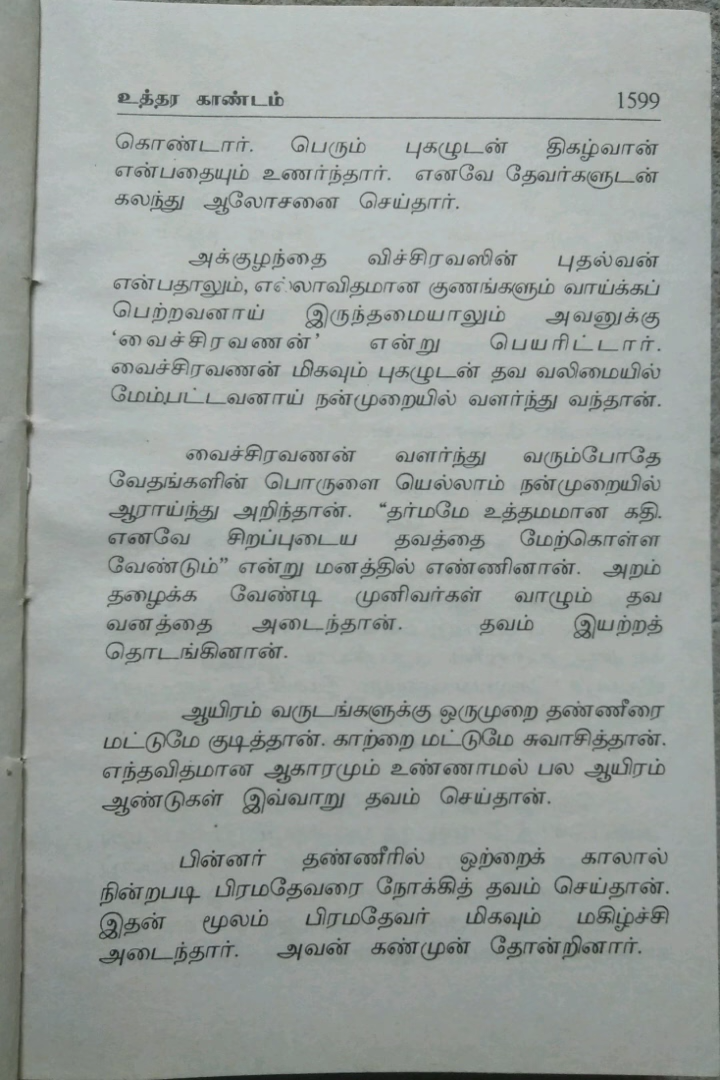 உத்தர காண்டம் 1599
கொண்டார். பெரும் புகழுடன் திகழ்வான்
என்பதையும் உணர்ந்தார். எனவே தேவர்களுடன்
கலந்து ஆலோசனை செய்தார்.
அக்குழந்தை விச்சிரவஸின் புதல்வன்
என்பதாலும், எல்லாவிதமான குணங்களும் வாய்க்கப்
பெற்றவனாய் இருந்தமையாலும் அவனுக்கு
‘வைச்சிரவணன்’ என்று பெயரிட்டார்.
வைச்சிரவணன் மிகவும் புகழுடன் தவ வலிமையில்
மேம்பட்டவனாய் நன்முறையில் வளர்ந்து வந்தான்.
வைச்சிரவணன் வளர்ந்து வரும்போதே
வேதங்களின் பொருளை யெல்லாம் நன்முறையில்
ஆராய்ந்து அறிந்தான். “தர்மமே உத்தமமான கதி.
எனவே சிறப்புடைய தவத்தை மேற்கொள்ள
வேண்டும்” என்று மனத்தில் எண்ணினான். அறம்
தழைக்க வேண்டி முனிவர்கள் வாழும் தவ
வனத்தை அடைந்தான். தவம் இயற்றத்
தொடங்கினான்.
ஆயிரம் வருடங்களுக்கு ஒருமுறை தண்ணீரை
மட்டுமே குடித்தான். காற்றை மட்டுமே சுவாசித்தான்.
எந்தவிதமான ஆகாரமும் உண்ணாமல் பல ஆயிரம்
ஆண்டுகள் இவ்வாறு தவம் செய்தான்.
பின்னர் தண்ணீரில் ஒற்றைக் காலால்
நின்றபடி பிரமதேவரை நோக்கித் தவம் செய்தான்.
இதன் மூலம் பிரமதேவர் மிகவும் மகிழ்ச்சி
அடைந்தார். அவன் கண்முன் தோன்றினார்.